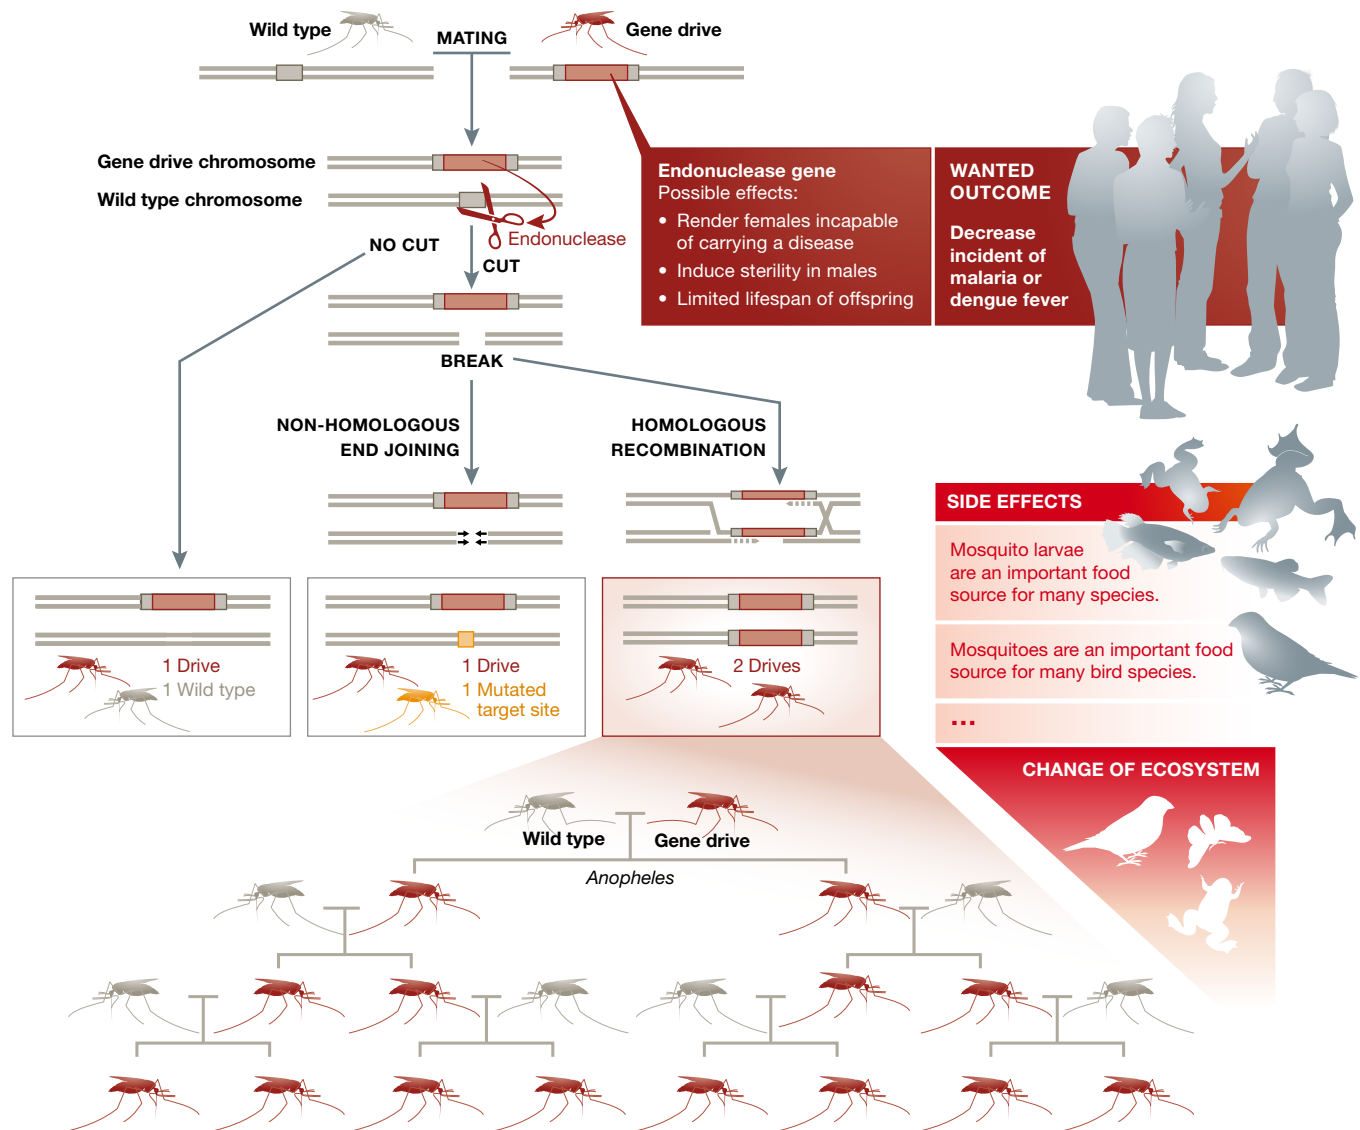 Wild type
MATING
Gene drive
Gene drive chromosome
Wild type chromosome
Endonuclease
NO CUT
CUT
BREAK
NON-HOMOLOGOUS
END JOINING
HOMOLOGOUS
RECOMBINATION
Endonuclease gene
Possible effects:
• Render females incapable
of carrying a disease
• Induce sterility in males
• Limited lifespan of offspring
WANTED
OUTCOME
Decrease
incident of
malaria or
dengue fever
SIDE EFFECTS
Mosquito larvae
are an important food
source for many species.
Mosquitoes are an important food
source for many bird species.
...
CHANGE OF ECOSYSTEM
1 Drive
1 Wild type
1 Drive
1 Mutated
target site
2 Drives
Wild type
Gene drive
Anopheles